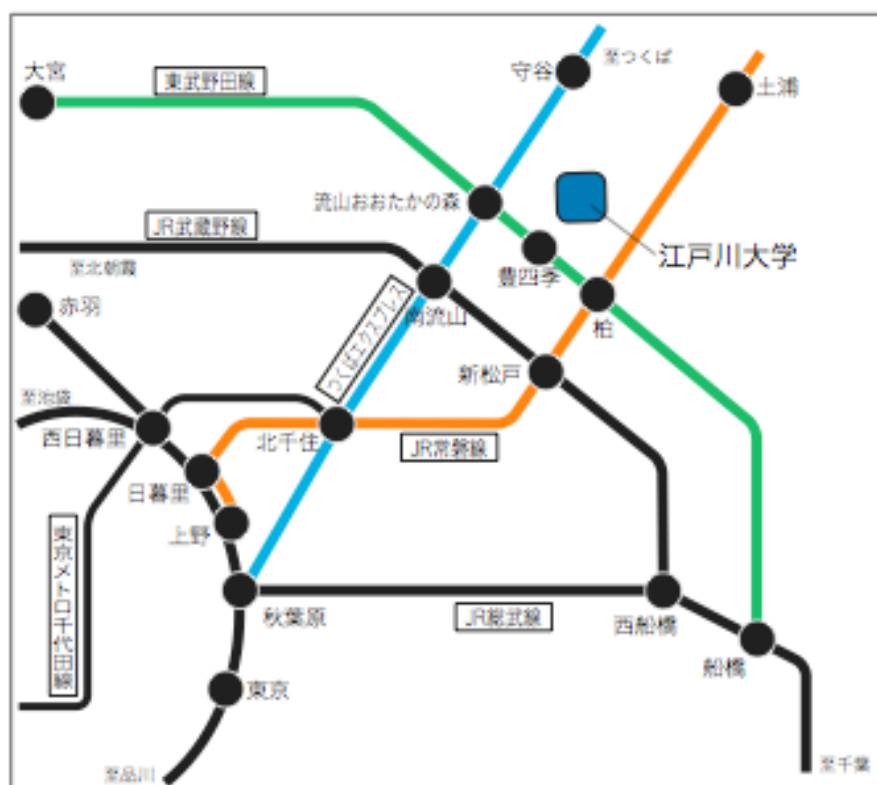 大宮
東武野田線
守谷
至つくば
土浦
流山おおたかの森
JR武蔵野線
豊四季
江戸川大学
至北朝霞
赤羽
つくばエクスプレス
南流山
柏
新松戸
至池袋
西日暮里
北千住
JR常磐線
日暮里
上野
東京メトロ千代田線
秋葉原
JR総武線
西船橋
船橋
東京
至品川
至千葉